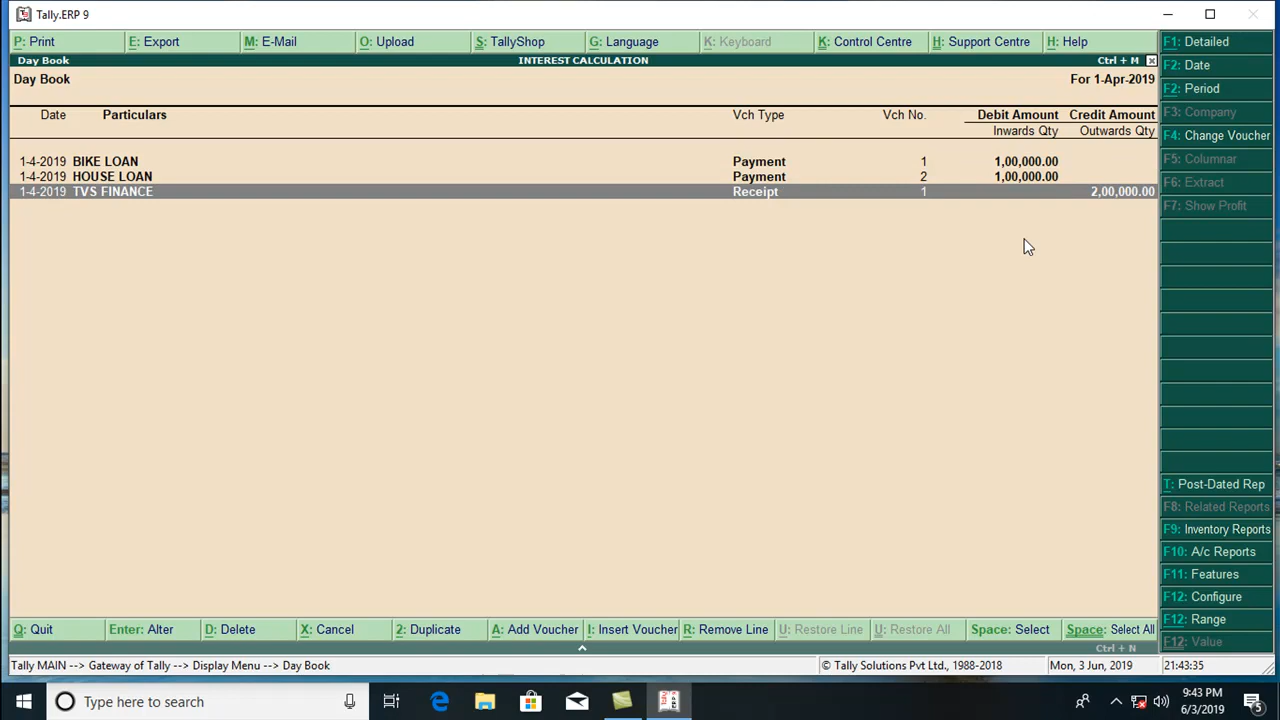 Tally.ERP 9
P: Print E: Export M: E-Mail O: Upload S: TallyShop G: Language K: Keyboard K: Control Centre H: Support Centre H: Help
Day Book INTEREST CALCULATION Ctrl + M
Day Book For 1-Apr-2019
Date Particulars Vch Type Vch No. Debit Amount Credit Amount
Inwards Qty Outwards Qty
1-4-2019 BIKE LOAN Payment 1 1,00,000.00
1-4-2019 HOUSE LOAN Payment 2 1,00,000.00
1-4-2019 TVS FINANCE Receipt 1 2,00,000.00
F1: Detailed
F2: Date
F2: Period
F3: Company
F4: Change Voucher
F5: Columnar
F6: Extract
F7: Show Profit
T: Post-Dated Rep
F8: Related Reports
F9: Inventory Reports
F10: A/c Reports
F11: Features
F12: Configure
F12: Range
F12: Value
Q: Quit Enter: Alter D: Delete X: Cancel 2: Duplicate A: Add Voucher I: Insert Voucher R: Remove Line U: Restore Line U: Restore All Space: Select Space: Select All
Ctrl + N
Tally MAIN --> Gateway of Tally --> Display Menu --> Day Book © Tally Solutions Pvt Ltd., 1988-2018 Mon, 3 Jun, 2019 21:43:35
Type here to search 9:43 PM
6/3/2019 5